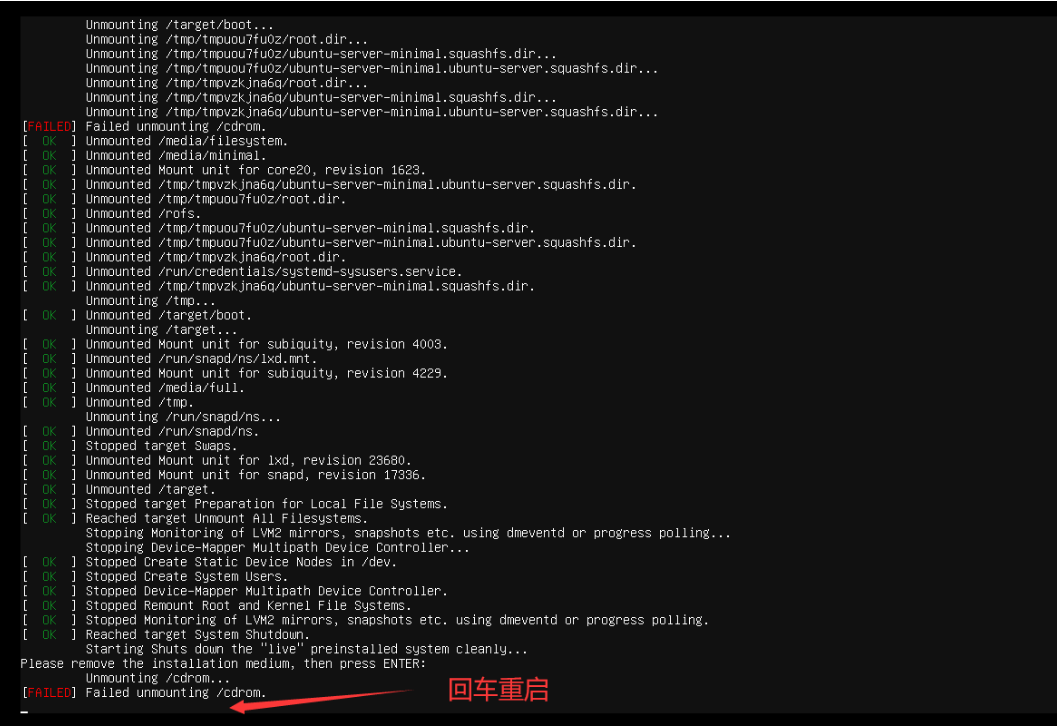 Unmounting /target/boot...
Unmounting /tmp/tmpuou7fu0z/root.dir...
Unmounting /tmp/tmpuou7fu0z/ubuntu-server-minimal.squashfs.dir...
Unmounting /tmp/tmpuou7fu0z/ubuntu-server-minimal.ubuntu-server.squashfs.dir...
Unmounting /tmp/tmpvzkjna6q/root.dir...
Unmounting /tmp/tmpvzkjna6q/ubuntu-server-minimal.squashfs.dir...
Unmounting /tmp/tmpvzkjna6q/ubuntu-server-minimal.ubuntu-server.squashfs.dir...
[FAILED] Failed unmounting /cdrom.
[  OK  ] Unmounted /media/filesystem.
[  OK  ] Unmounted /media/minimal.
[  OK  ] Unmounted Mount unit for core20, revision 1623.
[  OK  ] Unmounted /tmp/tmpvzkjna6q/ubuntu-server-minimal.ubuntu-server.squashfs.dir.
[  OK  ] Unmounted /tmp/tmpuou7fu0z/root.dir.
[  OK  ] Unmounted /rofs.
[  OK  ] Unmounted /tmp/tmpuou7fu0z/ubuntu-server-minimal.squashfs.dir.
[  OK  ] Unmounted /tmp/tmpuou7fu0z/ubuntu-server-minimal.ubuntu-server.squashfs.dir.
[  OK  ] Unmounted /tmp/tmpvzkjna6q/root.dir.
[  OK  ] Unmounted /run/credentials/systemd-sysusers.service.
[  OK  ] Unmounted /tmp/tmpvzkjna6q/ubuntu-server-minimal.squashfs.dir.
Unmounting /tmp...
[  OK  ] Unmounted /target/boot.
Unmounting /target...
[  OK  ] Unmounted Mount unit for subiquity, revision 4003.
[  OK  ] Unmounted /run/snapd/ns/lxd.mnt.
[  OK  ] Unmounted Mount unit for subiquity, revision 4229.
[  OK  ] Unmounted /media/full.
[  OK  ] Unmounted /tmp.
Unmounting /run/snapd/ns...
[  OK  ] Unmounted /run/snapd/ns.
[  OK  ] Stopped target Swaps.
[  OK  ] Unmounted Mount unit for lxd, revision 23680.
[  OK  ] Unmounted Mount unit for snapd, revision 17336.
[  OK  ] Unmounted /target.
[  OK  ] Stopped target Preparation for Local File Systems.
[  OK  ] Reached target Unmount All Filesystems.
Stopping Monitoring of LVM2 mirrors, snapshots etc. using dmeventd or progress polling...
Stopping Device-Mapper Multipath Device Controller...
[  OK  ] Stopped Create Static Device Nodes in /dev.
[  OK  ] Stopped Create System Users.
[  OK  ] Stopped Device-Mapper Multipath Device Controller.
[  OK  ] Stopped Remount Root and Kernel File Systems.
[  OK  ] Stopped Monitoring of LVM2 mirrors, snapshots etc. using dmeventd or progress polling.
[  OK  ] Reached target System Shutdown.
Starting Shuts down the "live" preinstalled system cleanly...
Please remove the installation medium, then press ENTER:
Unmounting /cdrom...
[FAILED] Failed unmounting /cdrom.
回车重启